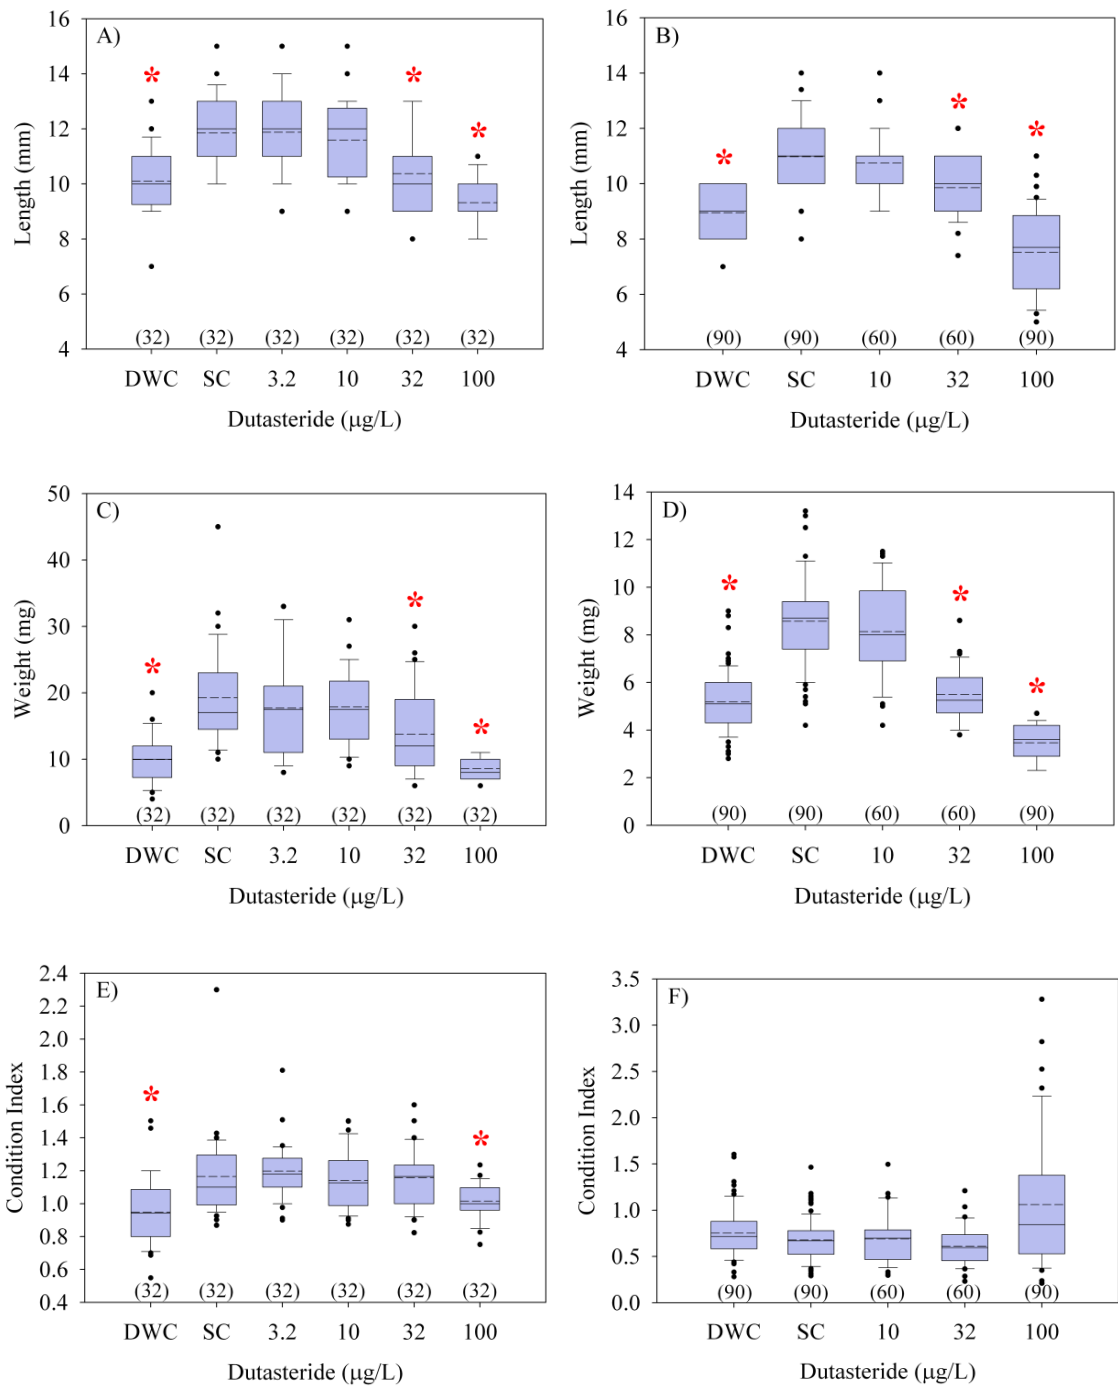 A)
Length (mm)
16
14
12
10
8
6
4
* * *
(32) (32) (32) (32) (32) (32)
DWC SC 3.2 10 32 100
Dutasteride (μg/L)
B)
Length (mm)
16
14
12
10
8
6
4
* * *
(90) (90) (60) (60) (90)
DWC SC 10 32 100
Dutasteride (μg/L)
C)
Weight (mg)
50
40
30
20
10
0
* * *
(32) (32) (32) (32) (32) (32)
DWC SC 3.2 10 32 100
Dutasteride (μg/L)
D)
Weight (mg)
14
12
10
8
6
4
2
0
* * *
(90) (90) (60) (60) (90)
DWC SC 10 32 100
Dutasteride (μg/L)
E)
Condition Index
2.4
2.2
2.0
1.8
1.6
1.4
1.2
1.0
0.8
0.6
0.4
* *
(32) (32) (32) (32) (32) (32)
DWC SC 3.2 10 32 100
Dutasteride (μg/L)
F)
Condition Index
3.5
3.0
2.5
2.0
1.5
1.0
0.5
0.0
(90) (90) (60) (60) (90)
DWC SC 10 32 100
Dutasteride (μg/L)